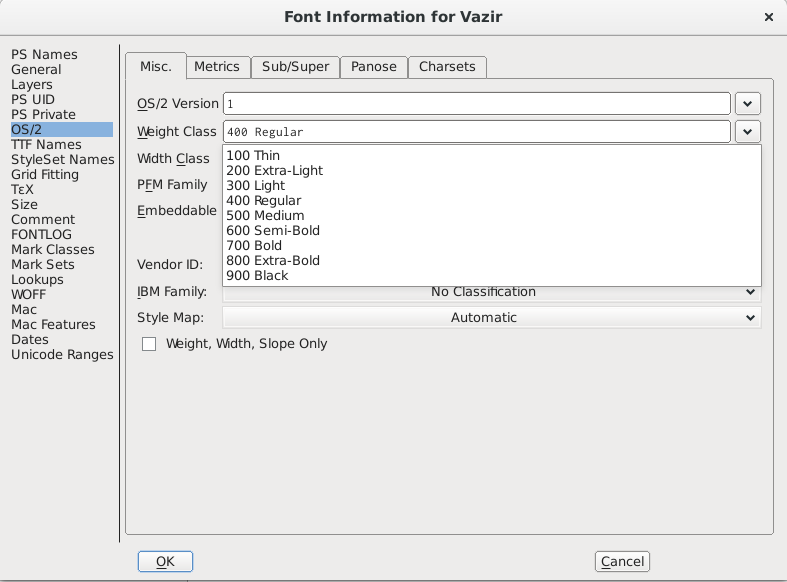 Font Information for Vazir
PS Names
General
Layers
PS UID
PS Private
OS/2
TTF Names
StyleSet Names
Grid Fitting
ΤεΧ
Size
Comment
FONTLOG
Mark Classes
Mark Sets
Lookups
WOFF
Mac
Mac Features
Dates
Unicode Ranges
Misc. Metrics Sub/Super Panose Charsets
OS/2 Version 1
Weight Class 400 Regular
Width Class
PFM Family
Embeddable
100 Thin
200 Extra-Light
300 Light
400 Regular
500 Medium
600 Semi-Bold
700 Bold
800 Extra-Bold
900 Black
Vendor ID:
IBM Family: No Classification
Style Map: Automatic
Weight, Width, Slope Only
OK Cancel